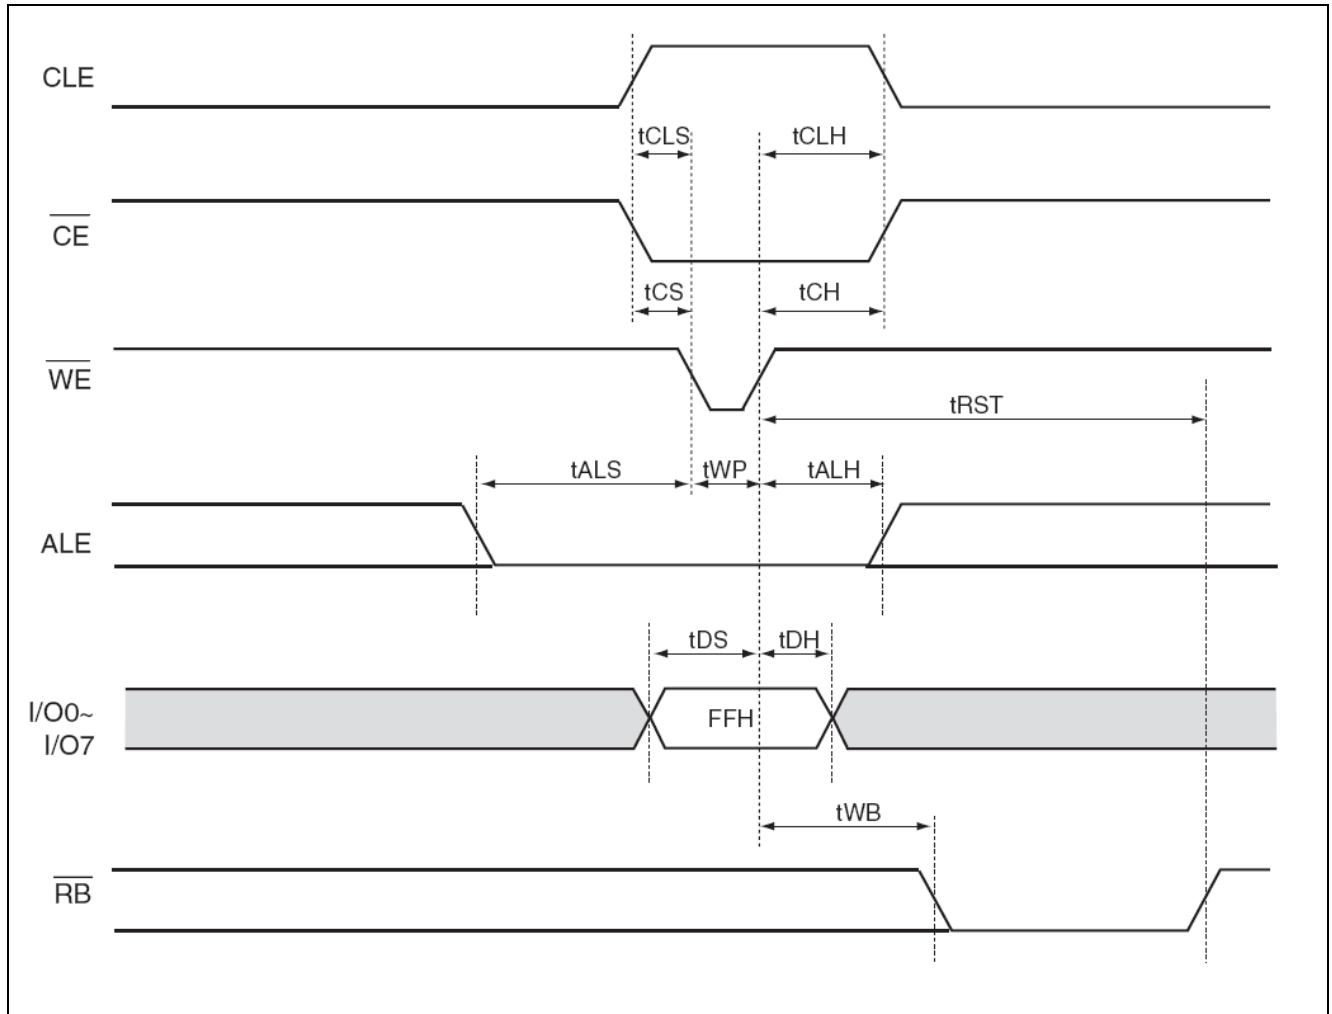 CLE
tCLS
tCLH
CE
tCS
tCH
WE
tRST
tALS
tWP
tALH
ALE
tDS
tDH
I/O0~
I/O7
FFH
tWB
RB